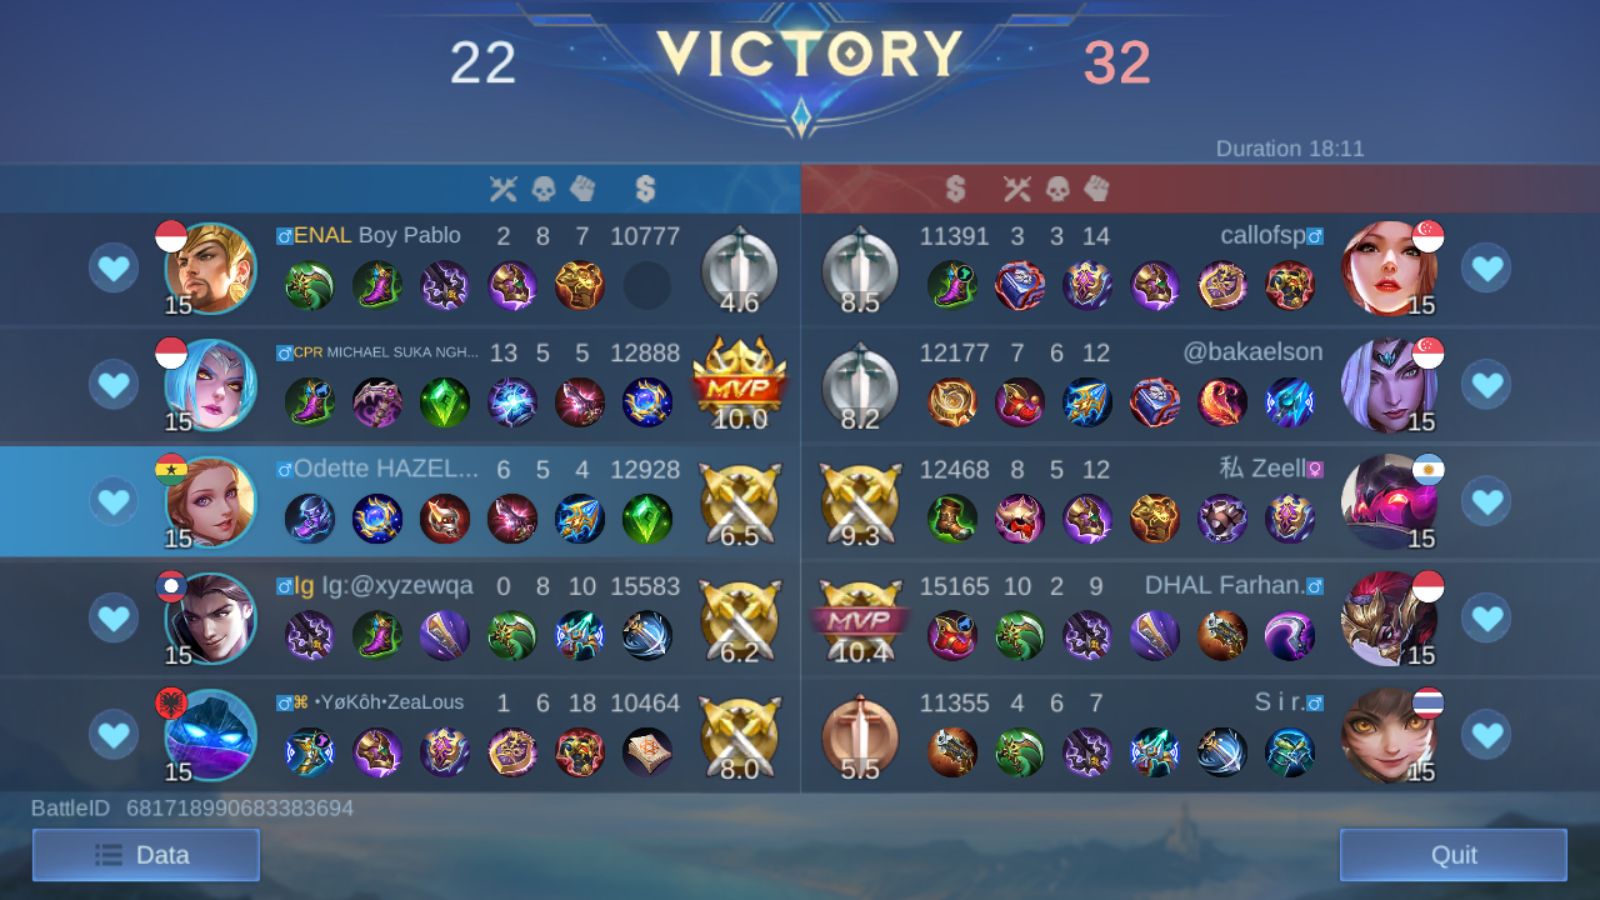 22 VICTORY 32
Duration 18:11
ENAL Boy Pablo 2 8 7 10777 4.6
15
11391 3 3 14 callofsp 8.5
15
CPR MICHAEL SUKA NGH... 13 5 5 12888 MVP 10.0
15
12177 7 6 12 @bakaelson 8.2
15
Odette HAZEL... 6 5 4 12928 6.5
15
12468 8 5 12 私 Zeell 9.3
15
Ig Ig:@xyzewqa 0 8 10 15583 6.2
15
15165 10 2 9 DHAL Farhan. MVP 10.4
15
⌘ •YøKôh•ZeaLous 1 6 18 10464 8.0
15
11355 4 6 7 S i r. 5.5
15
BattleID 681718990683383694
Data
Quit